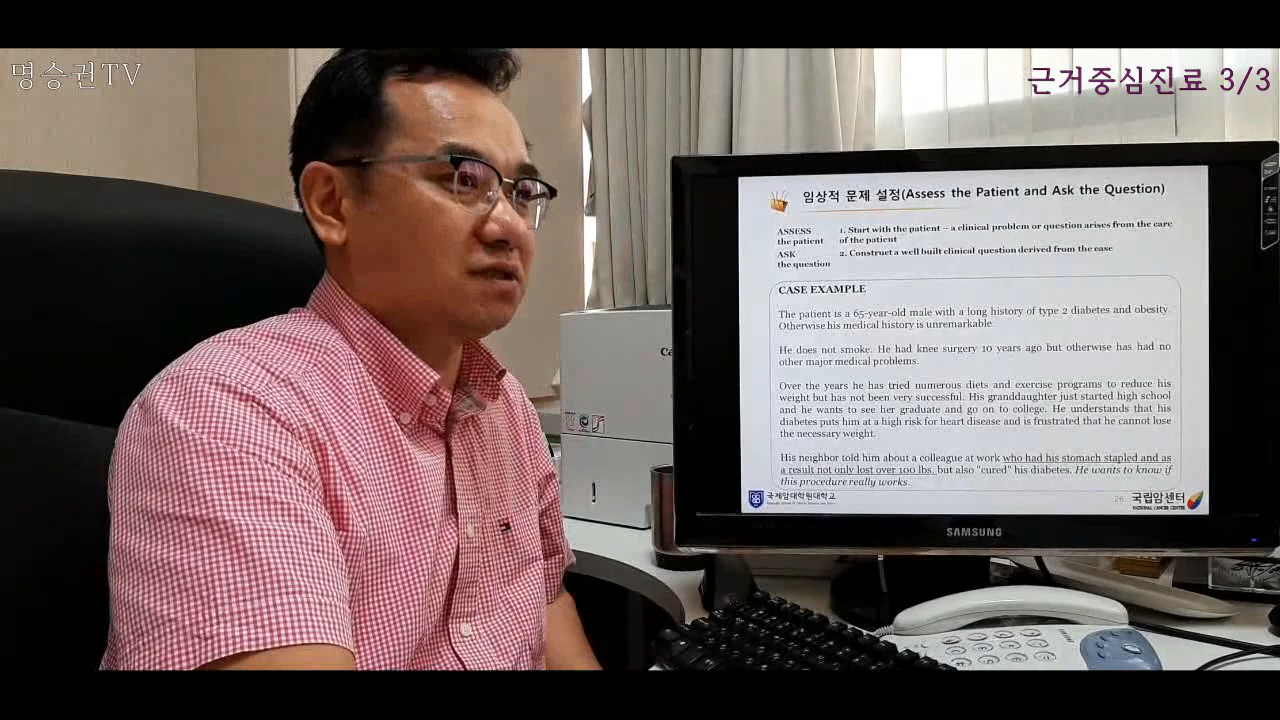 명승권TV
근거중심진료 3/3
임상적 문제 설정(Assess the Patient and Ask the Question)
ASSESS the patient
1. Start with the patient -- a clinical problem or question arises from the care of the patient
ASK the question
2. Construct a well built clinical question derived from the case
CASE EXAMPLE
The patient is a 65-year-old male with a long history of type 2 diabetes and obesity.
Otherwise his medical history is unremarkable.
He does not smoke. He had knee surgery 10 years ago but otherwise has had no
other major medical problems.
Over the years he has tried numerous diets and exercise programs to reduce his
weight but has not been very successful. His granddaughter just started high school
and he wants to see her graduate and go on to college. He understands that his
diabetes puts him at a high risk for heart disease and is frustrated that he cannot lose
the necessary weight.
His neighbor told him about a colleague at work who had his stomach stapled and as
a result not only lost over 100 lbs. but also "cured" his diabetes. He wants to know if
this procedure really works.
국제암대학원대학교
국립암센터
NATIONAL CANCER CENTER
SAMSUNG
Ca